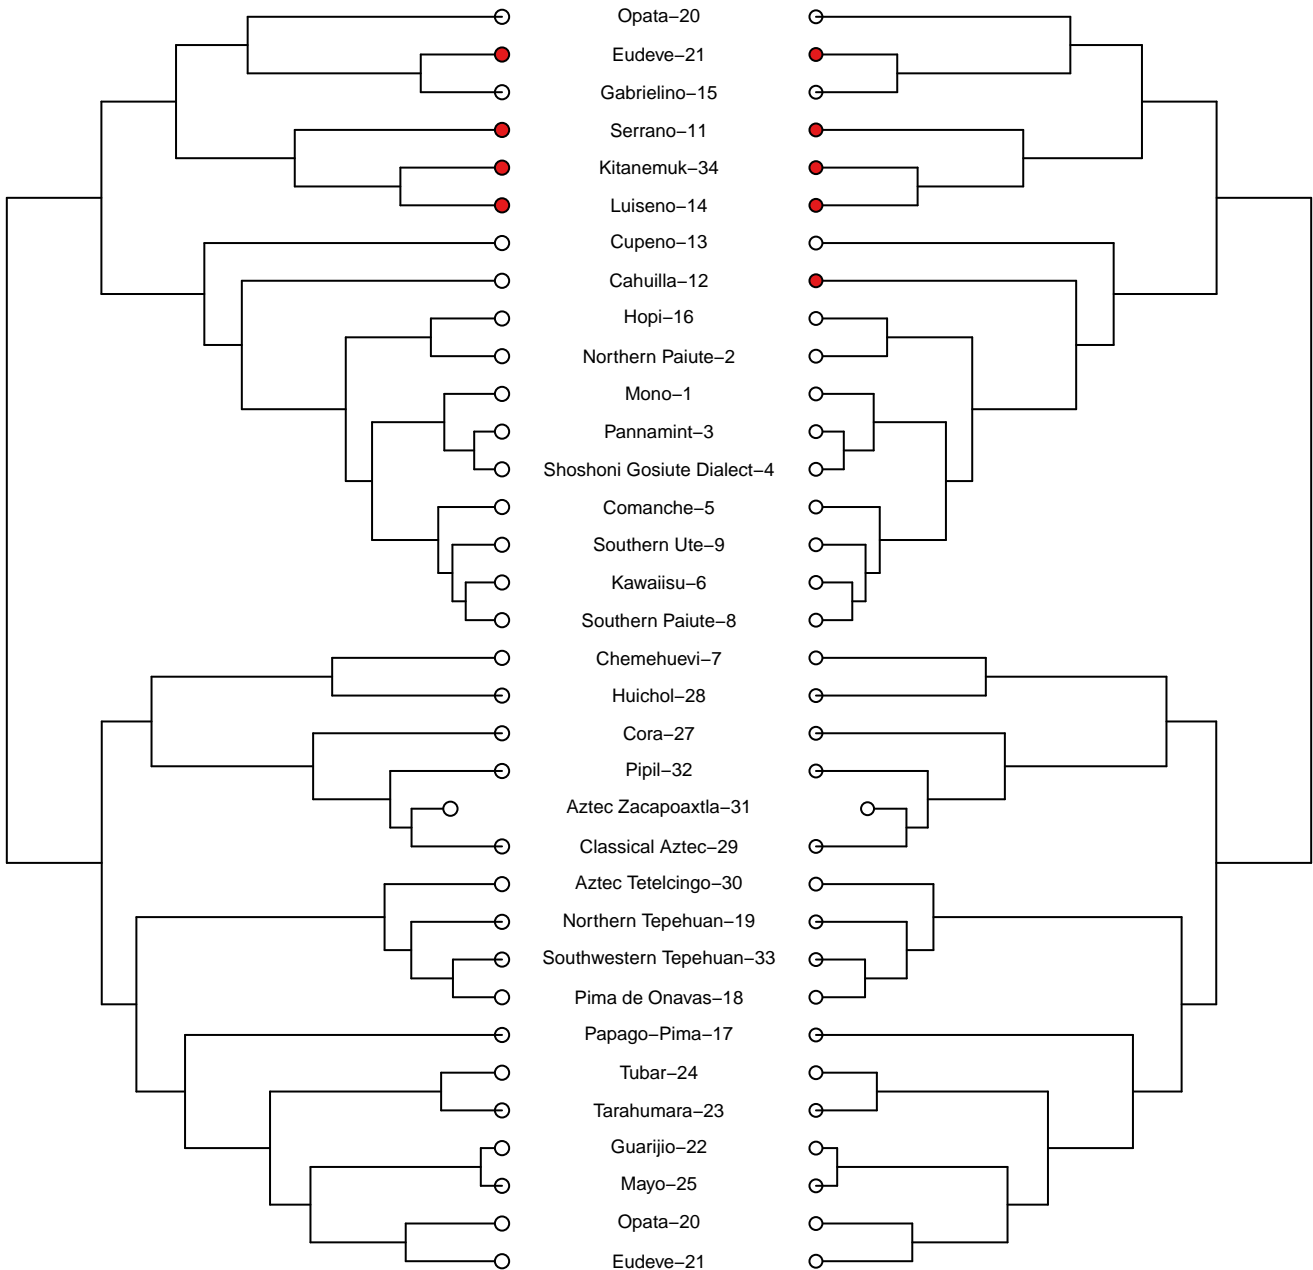 Opata−20
Eudeve−21
Gabrielino−15
Serrano−11
Kitanemuk−34
Luiseno−14
Cupeno−13
Cahuilla−12
Hopi−16
Northern Paiute−2
Mono−1
Pannamint−3
Shoshoni Gosiute Dialect−4
Comanche−5
Southern Ute−9
Kawaiisu−6
Southern Paiute−8
Chemehuevi−7
Huichol−28
Cora−27
Pipil−32
Aztec Zacapoaxtla−31
Classical Aztec−29
Aztec Tetelcingo−30
Northern Tepehuan−19
Southwestern Tepehuan−33
Pima de Onavas−18
Papago−Pima−17
Tubar−24
Tarahumara−23
Guarijio−22
Mayo−25
Opata−20
Eudeve−21